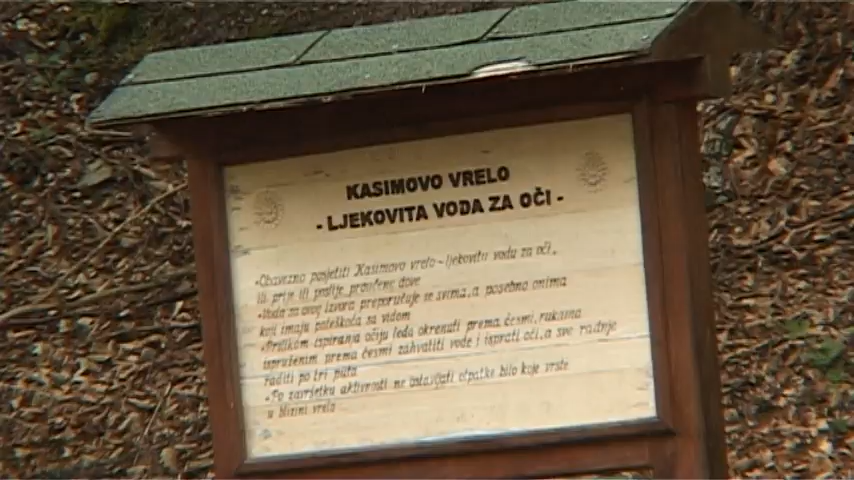 KASIMOVO VRELO
- LJEKOVITA VODA ZA OČI -
•Obavezno posjetiti Kasimovo vrelo-ljekovitu vodu za oči,
ili prije ili poslije proučene dove
•Voda sa ovog izvora preporučuje se svima, a posebno onima
koji imaju poteškoća sa vidom
•Prilikom ispiranja očiju leđa okrenuti prema česmi, rukama
ispruženim prema česmi zahvatiti vode i isprati oči, a sve radnje
raditi po tri puta
•Po završetku aktivnosti ne ostavljati otpatke bilo koje vrste
u blizini vrela